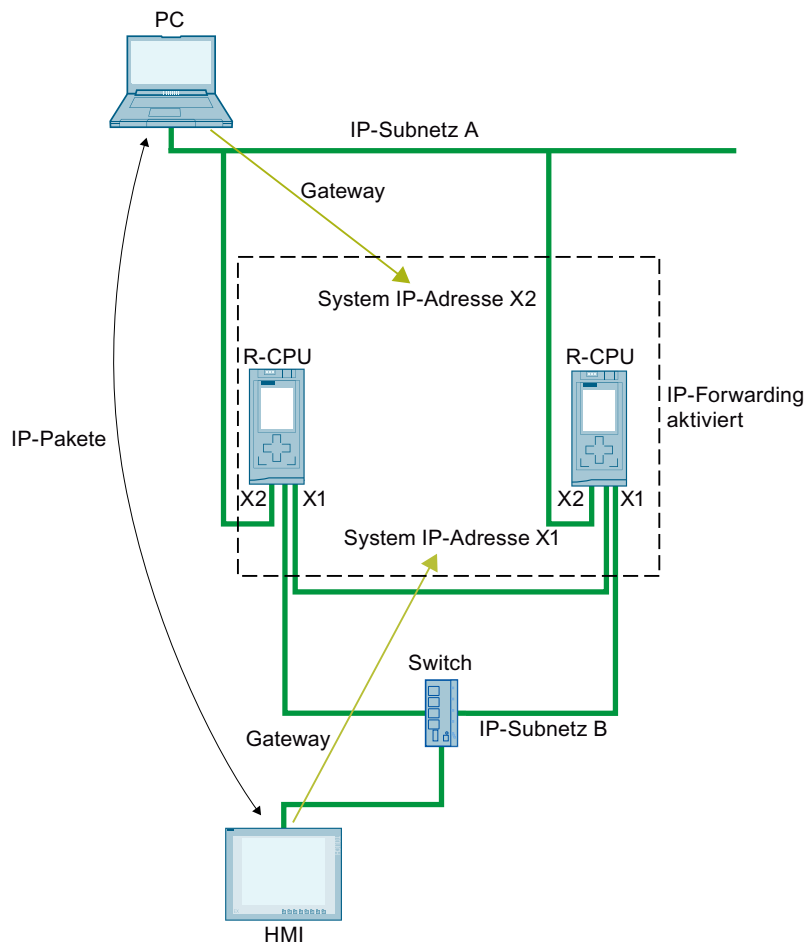 PC
IP-Subnetz A
Gateway
System IP-Adresse X2
R-CPU
R-CPU
IP-Forwarding
aktiviert
IP-Pakete
X2
X1
X2
X1
System IP-Adresse X1
Switch
Gateway
IP-Subnetz B
HMI